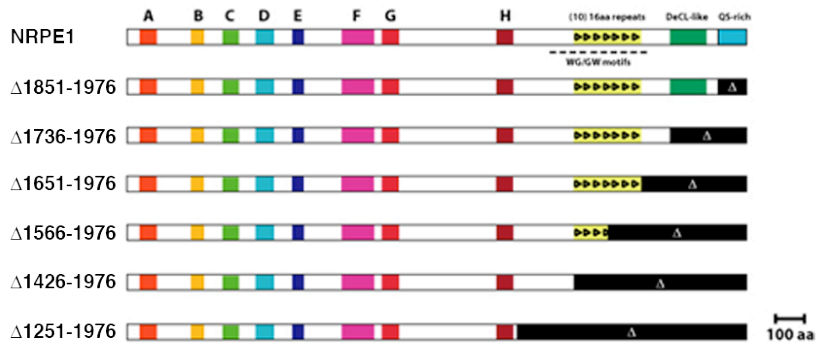 A B C D E F G H (10) 16aa repeats DeCL-like QS-rich
NRPE1
WG/GW motifs
Δ1851-1976 Δ
Δ1736-1976 Δ
Δ1651-1976 Δ
Δ1566-1976 Δ
Δ1426-1976 Δ
Δ1251-1976 Δ
100 aa